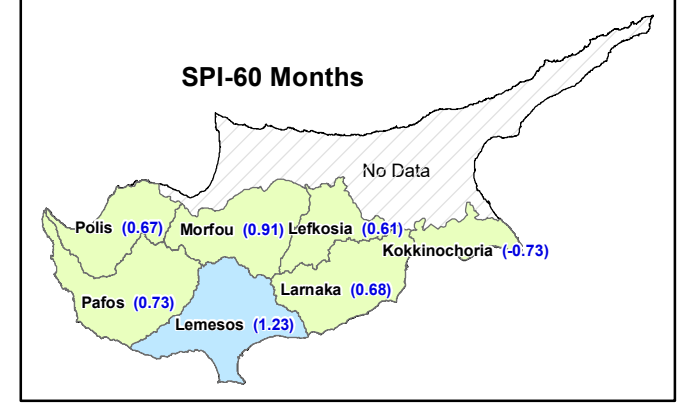 SPI-60 Months
No Data
Polis (0.67)
Morfou (0.91)
Lefkosia (0.61)
Kokkinochoria (-0.73)
Pafos (0.73)
Larnaka (0.68)
Lemesos (1.23)